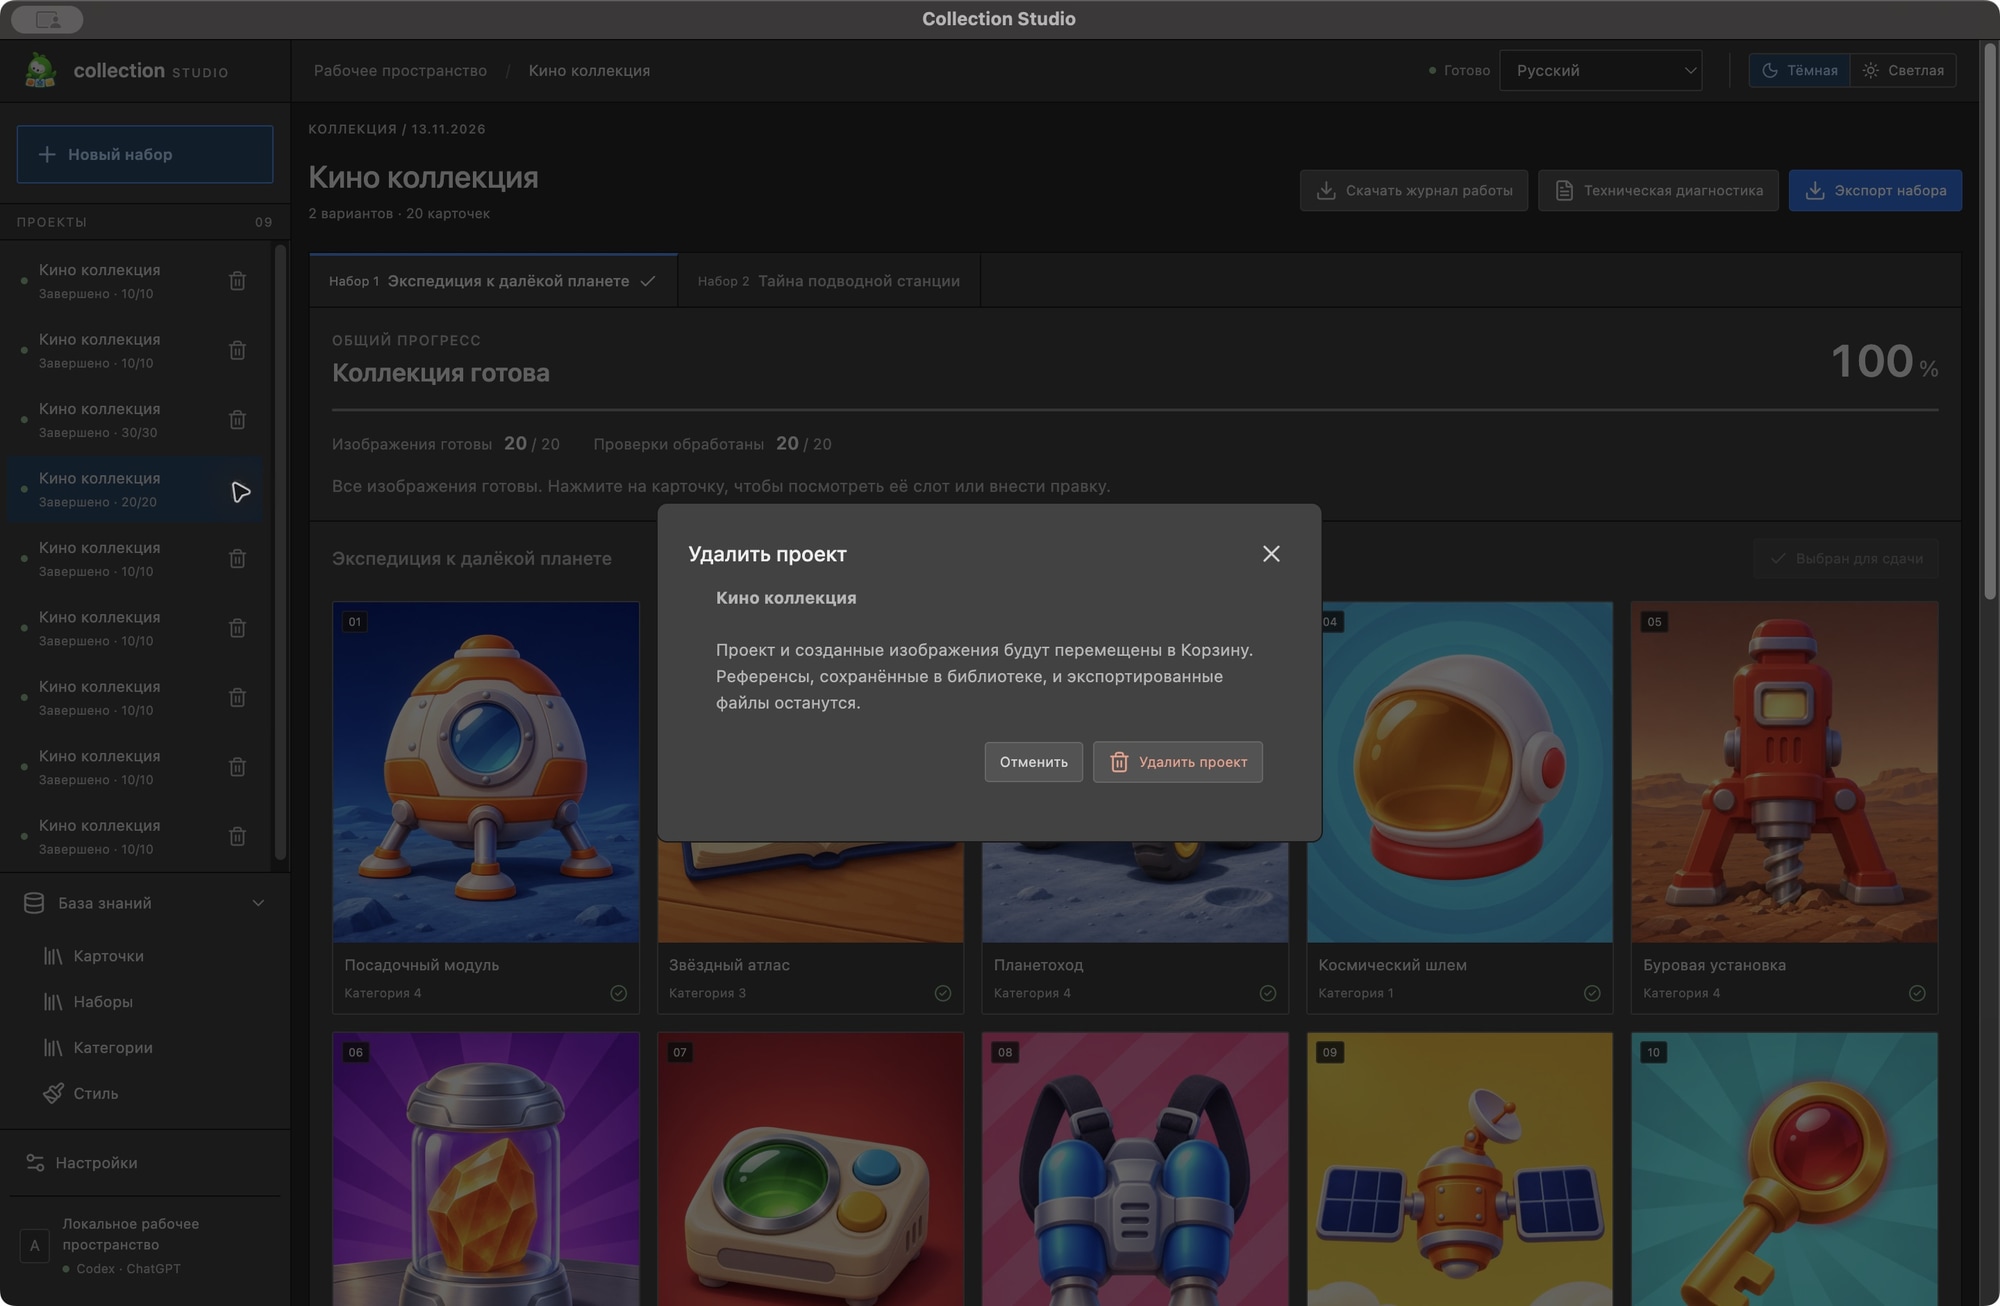 Collection Studio
collection STUDIO
Рабочее пространство / Кино коллекция
Готово
Русский
Тёмная
Светлая
Новый набор
ПРОЕКТЫ 09
Кино коллекция
Завершено · 10/10
Кино коллекция
Завершено · 10/10
Кино коллекция
Завершено · 30/30
Кино коллекция
Завершено · 20/20
Кино коллекция
Завершено · 10/10
Кино коллекция
Завершено · 10/10
Кино коллекция
Завершено · 10/10
Кино коллекция
Завершено · 10/10
Кино коллекция
Завершено · 10/10
База знаний
Карточки
Наборы
Категории
Стиль
Настройки
A
Локальное рабочее
пространство
Codex · ChatGPT
КОЛЛЕКЦИЯ / 13.11.2026
Кино коллекция
2 вариантов · 20 карточек
Скачать журнал работы
Техническая диагностика
Экспорт набора
Набор 1 Экспедиция к далёкой планете
Набор 2 Тайна подводной станции
ОБЩИЙ ПРОГРЕСС
Коллекция готова
100 %
Изображения готовы 20 / 20 Проверки обработаны 20 / 20
Все изображения готовы. Нажмите на карточку, чтобы посмотреть её слот или внести правку.
Экспедиция к далёкой планете
Выбран для сдачи
Удалить проект
Кино коллекция
Проект и созданные изображения будут перемещены в Корзину.
Референсы, сохранённые в библиотеке, и экспортированные
файлы останутся.
Отменить
Удалить проект
01
04
05
Посадочный модуль
Категория 4
Звёздный атлас
Категория 3
Планетоход
Категория 4
Космический шлем
Категория 1
Буровая установка
Категория 4
06
07
08
09
10